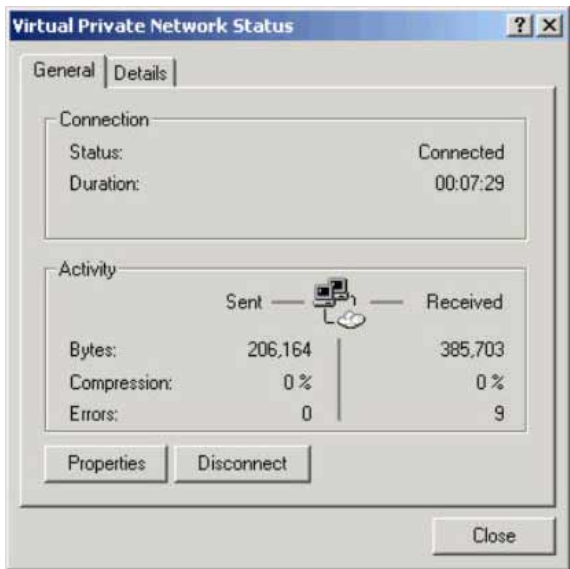 Virtual Private Network Status ? X
General Details
Connection
Status: Connected
Duration: 00:07:29
Activity
Sent Received
Bytes: 206,164 385,703
Compression: 0 % 0 %
Errors: 0 9
Properties Disconnect
Close